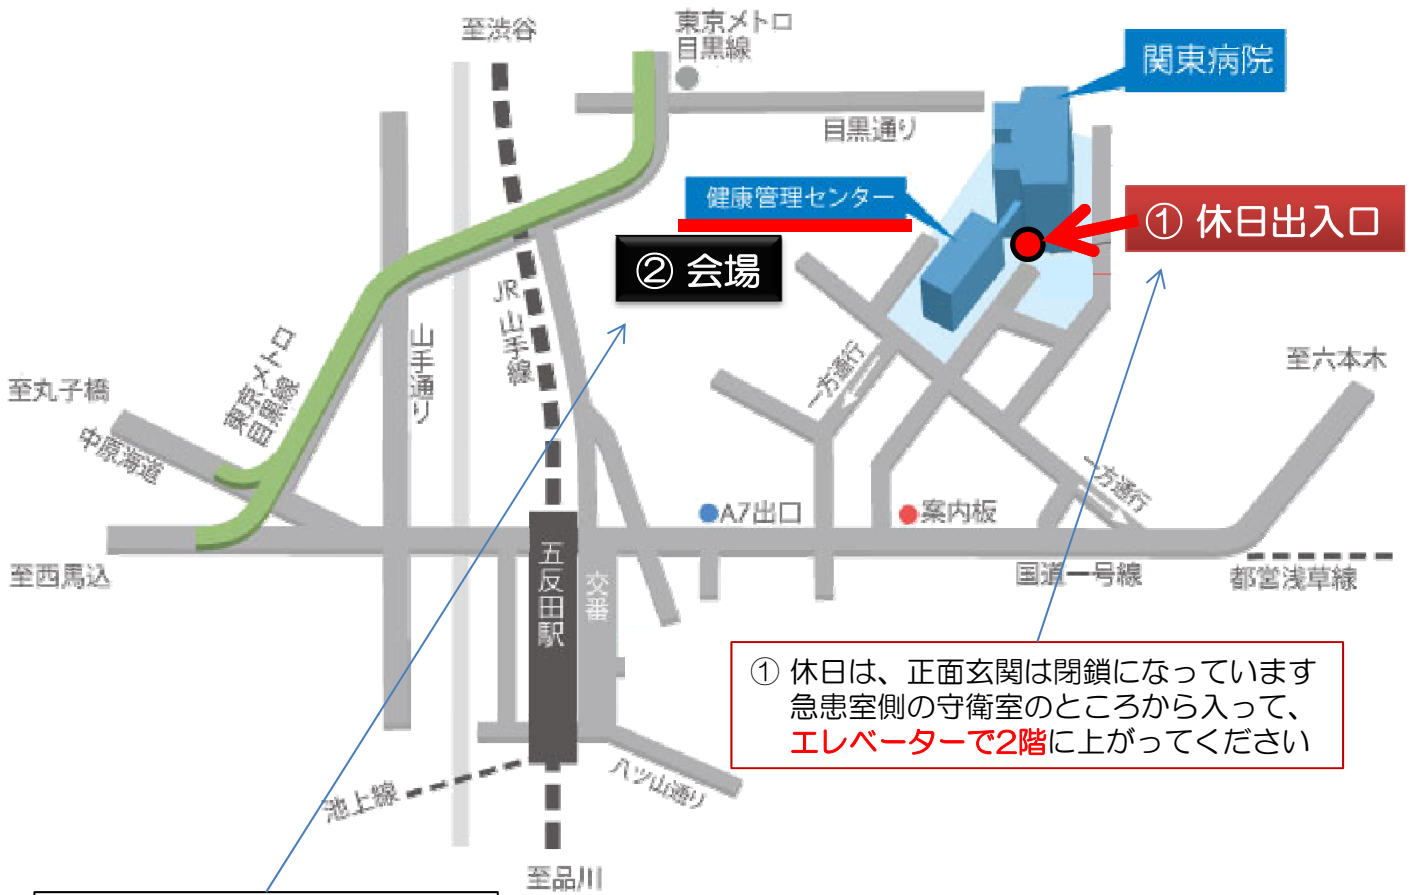 至渋谷
東京メトロ
目黒線
関東病院
目黒通り
健康管理センター
① 休日出入口
② 会場
JR
山手線
山手通り
東京メトロ
目黒線
一方通行
至六本木
至丸子橋
中原海道
一方通行
A7出口
案内板
至西馬込
五反田駅
交番
国道一号線
都営浅草線
① 休日は、正面玄関は閉鎖になっています
急患室側の守衛室のところから入って、
エレベーターで2階に上がってください
池上線
八ツ山通り
至品川